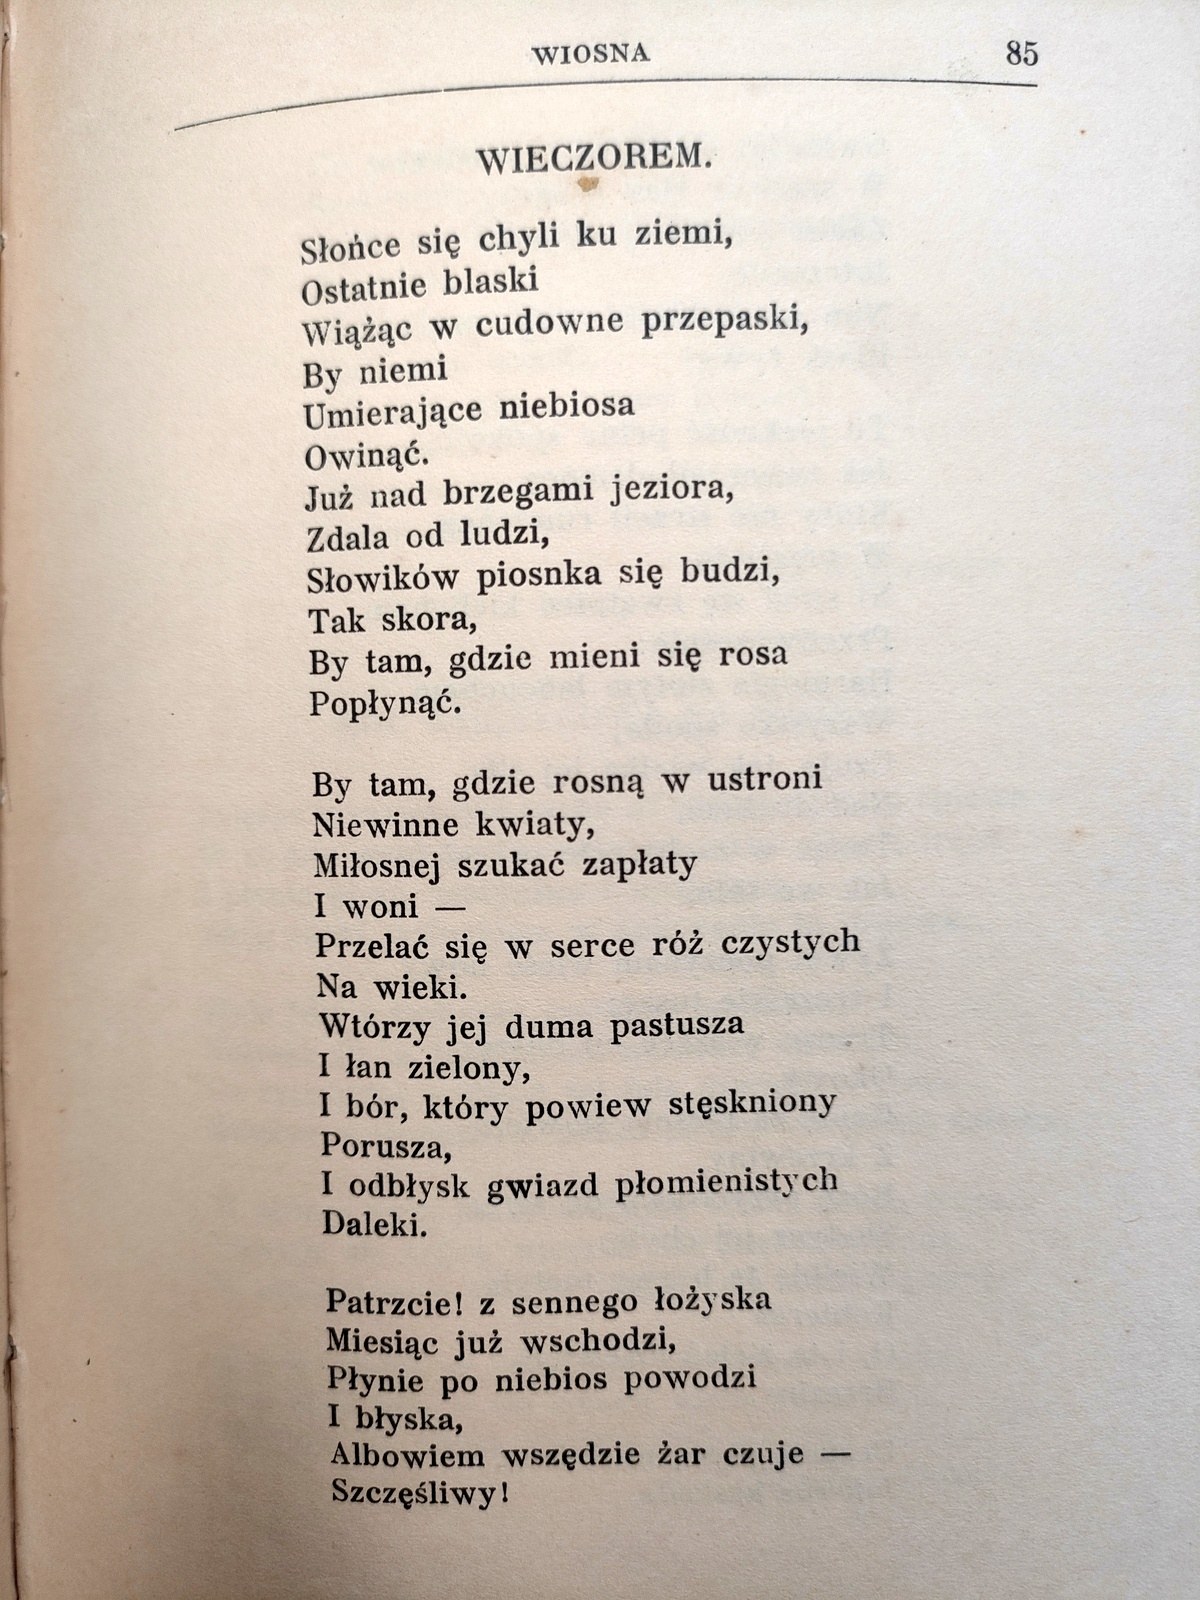 WIOSNA 85
WIECZOREM.
Słońce się chyli ku ziemi,
Ostatnie blaski
Wiążąc w cudowne przepaski,
By niemi
Umierające niebiosa
Owinąć.
Już nad brzegami jeziora,
Zdala od ludzi,
Słowików piosnka się budzi,
Tak skora,
By tam, gdzie mieni się rosa
Popłynąć.
By tam, gdzie rosną w ustroni
Niewinne kwiaty,
Miłosnej szukać zapłaty
I woni —
Przelać się w serce róż czystych
Na wieki.
Wtórzy jej duma pastusza
I łan zielony,
I bór, który powiew stęskniony
Porusza,
I odbłysk gwiazd płomienistych
Daleki.
Patrzcie! z sennego łożyska
Miesiąc już wschodzi,
Płynie po niebios powodzi
I błyska,
Albowiem wszędzie żar czuje —
Szczęśliwy!